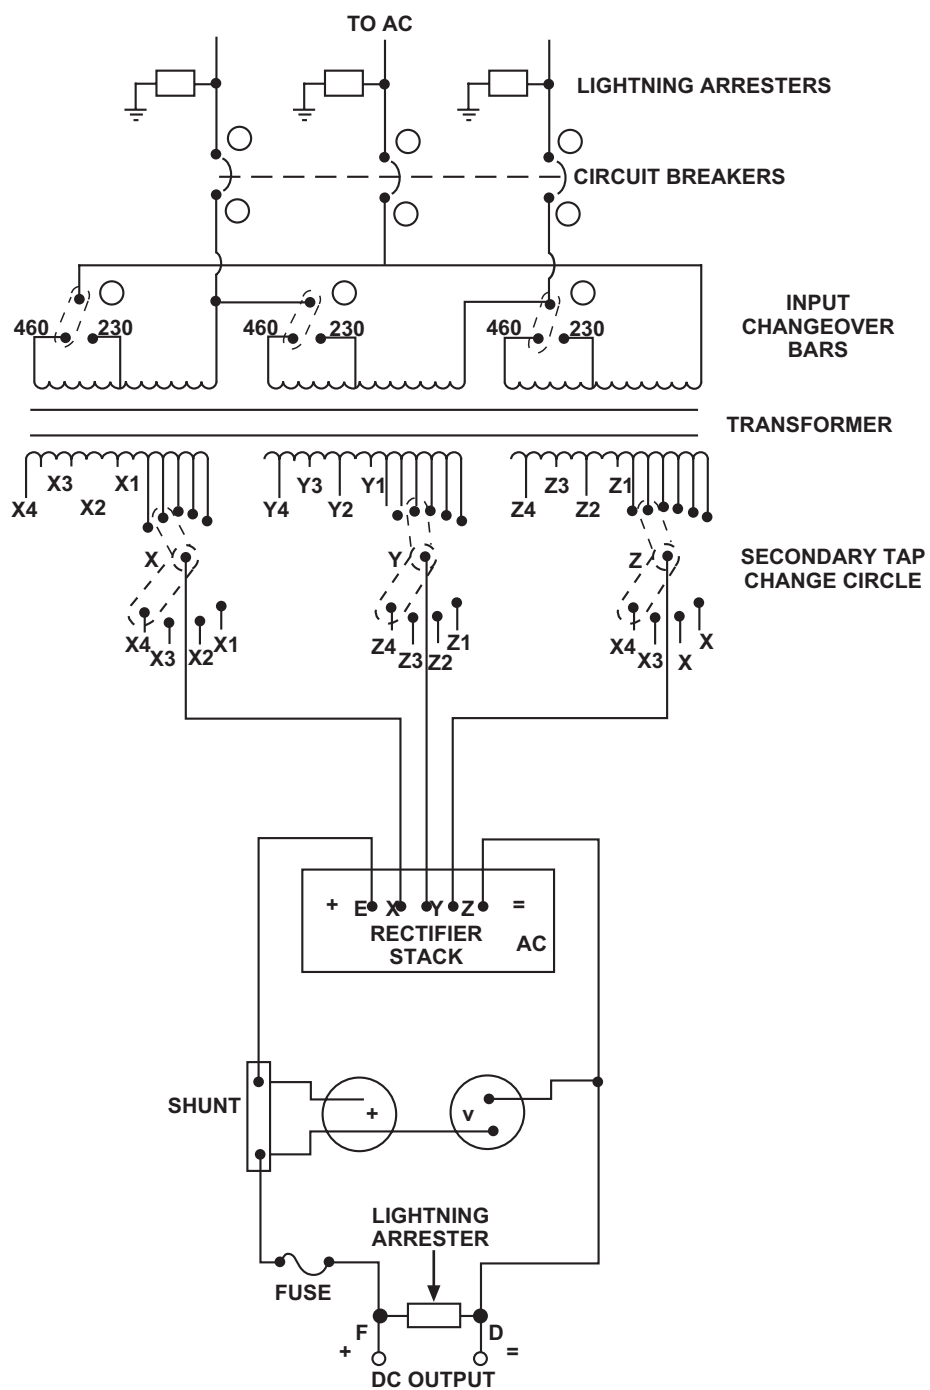 TO AC
LIGHTNING ARRESTERS
CIRCUIT BREAKERS
460 230
460 230
460 230
INPUT
CHANGEOVER
BARS
TRANSFORMER
X4 X3 X2 X1
Y4 Y3 Y2 Y1
Z4 Z3 Z2 Z1
SECONDARY TAP
CHANGE CIRCLE
X
Y
Z
X4 X3 X2 X1
Z4 Z3 Z2 Z1
X4 X3 X X
+ E X Y Z =
RECTIFIER
STACK
AC
SHUNT
+
v
LIGHTNING
ARRESTER
FUSE
F D
+ =
DC OUTPUT